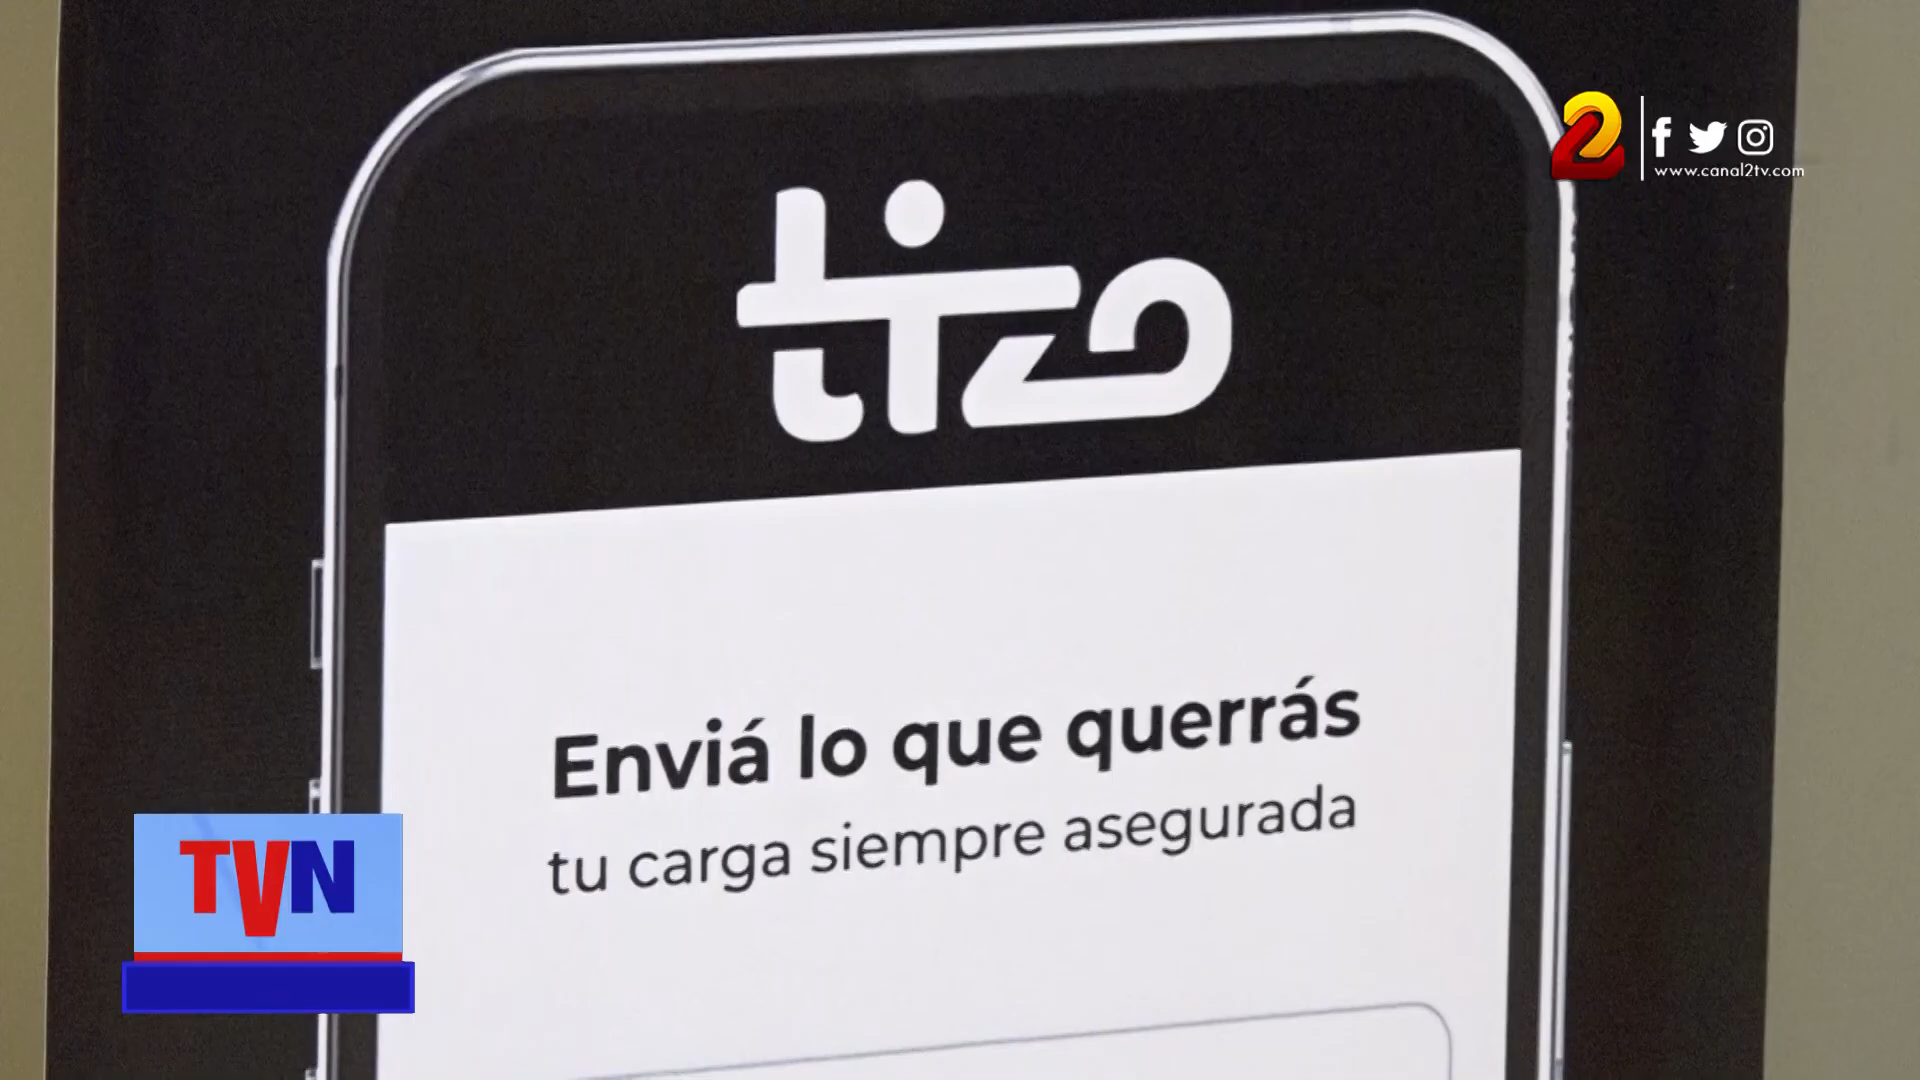 tizo
2
www.canal2tv.com
Enviá lo que querrás
tu carga siempre asegurada
TVN